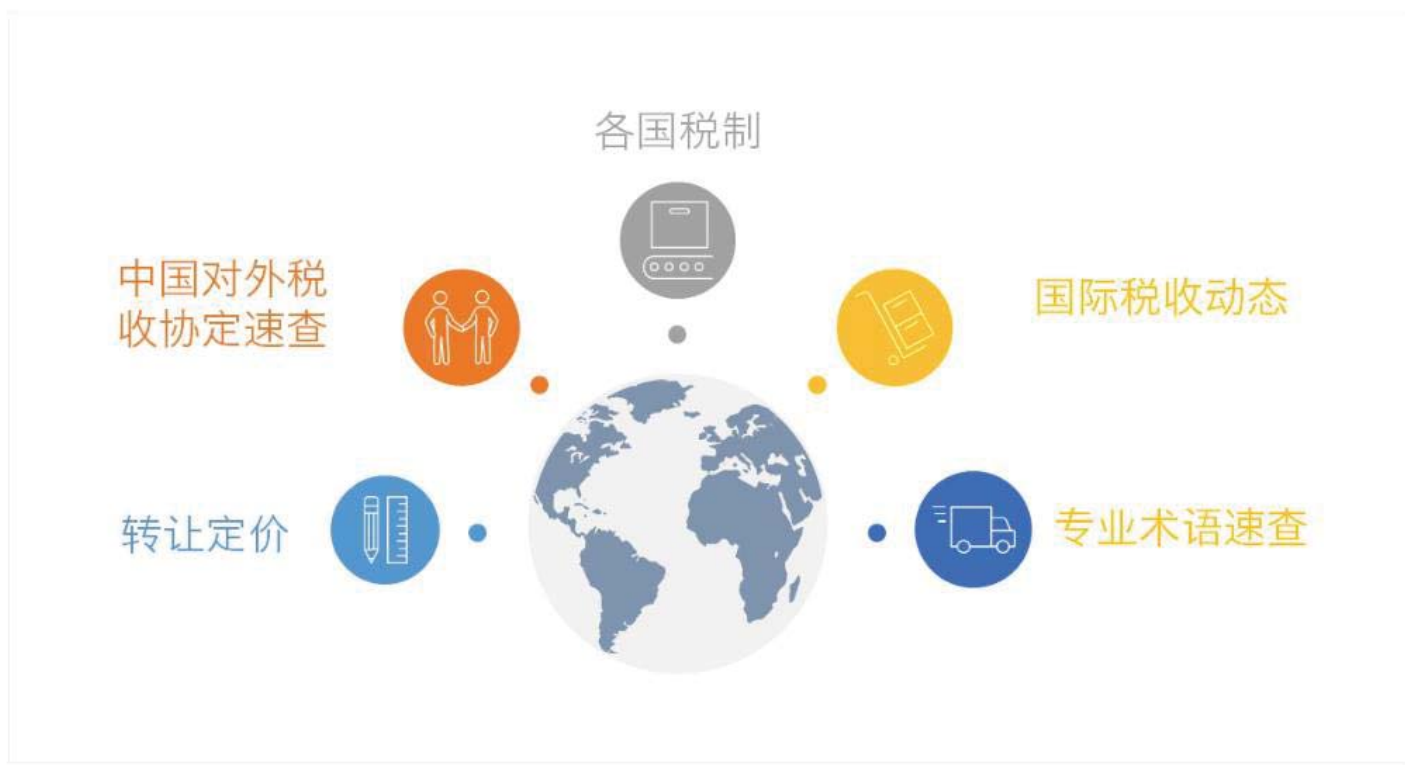 各国税制
中国对外税
收协定速查
国际税收动态
转让定价
专业术语速查